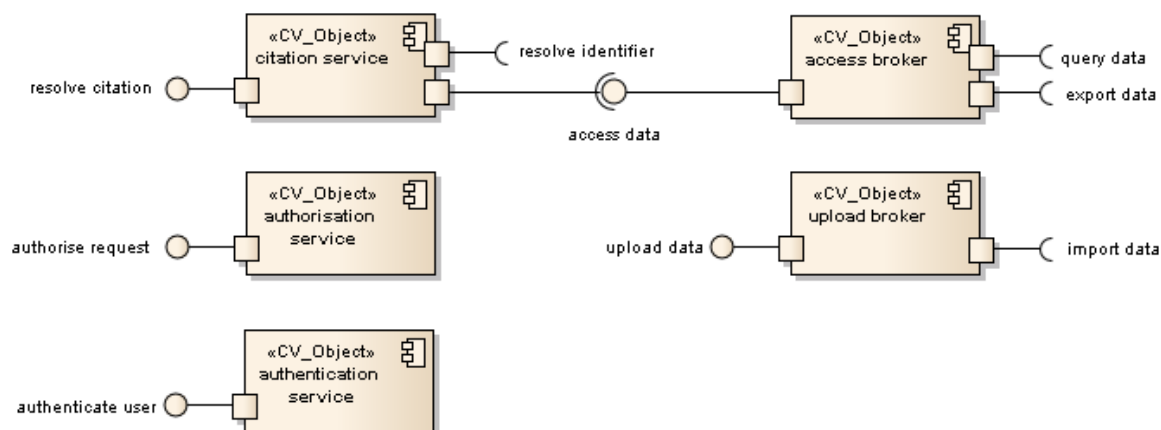 «CV_Object»
citation service
resolve identifier
resolve citation
access data
«CV_Object»
access broker
query data
export data
«CV_Object»
authorisation
service
authorise request
«CV_Object»
upload broker
upload data
import data
«CV_Object»
authentication
service
authenticate user